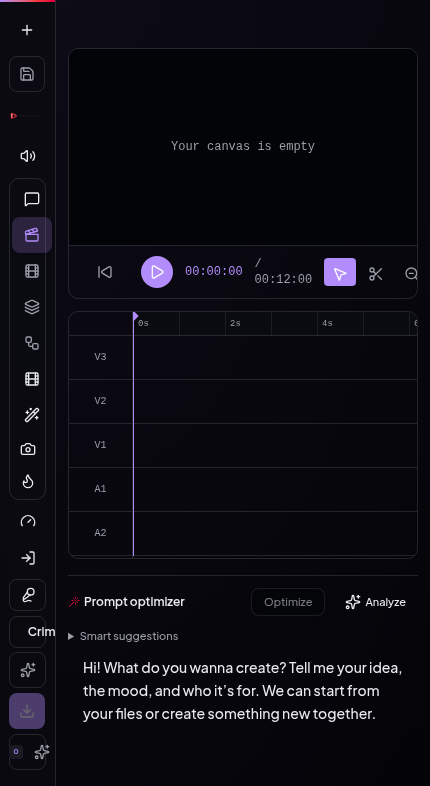 Your canvas is empty
00:00:00
/
00:12:00
0s
2s
4s
V3
V2
V1
A1
A2
Prompt optimizer
Optimize
Analyze
Smart suggestions
Crim
Hi! What do you wanna create? Tell me your idea,
the mood, and who it's for. We can start from
your files or create something new together.
0